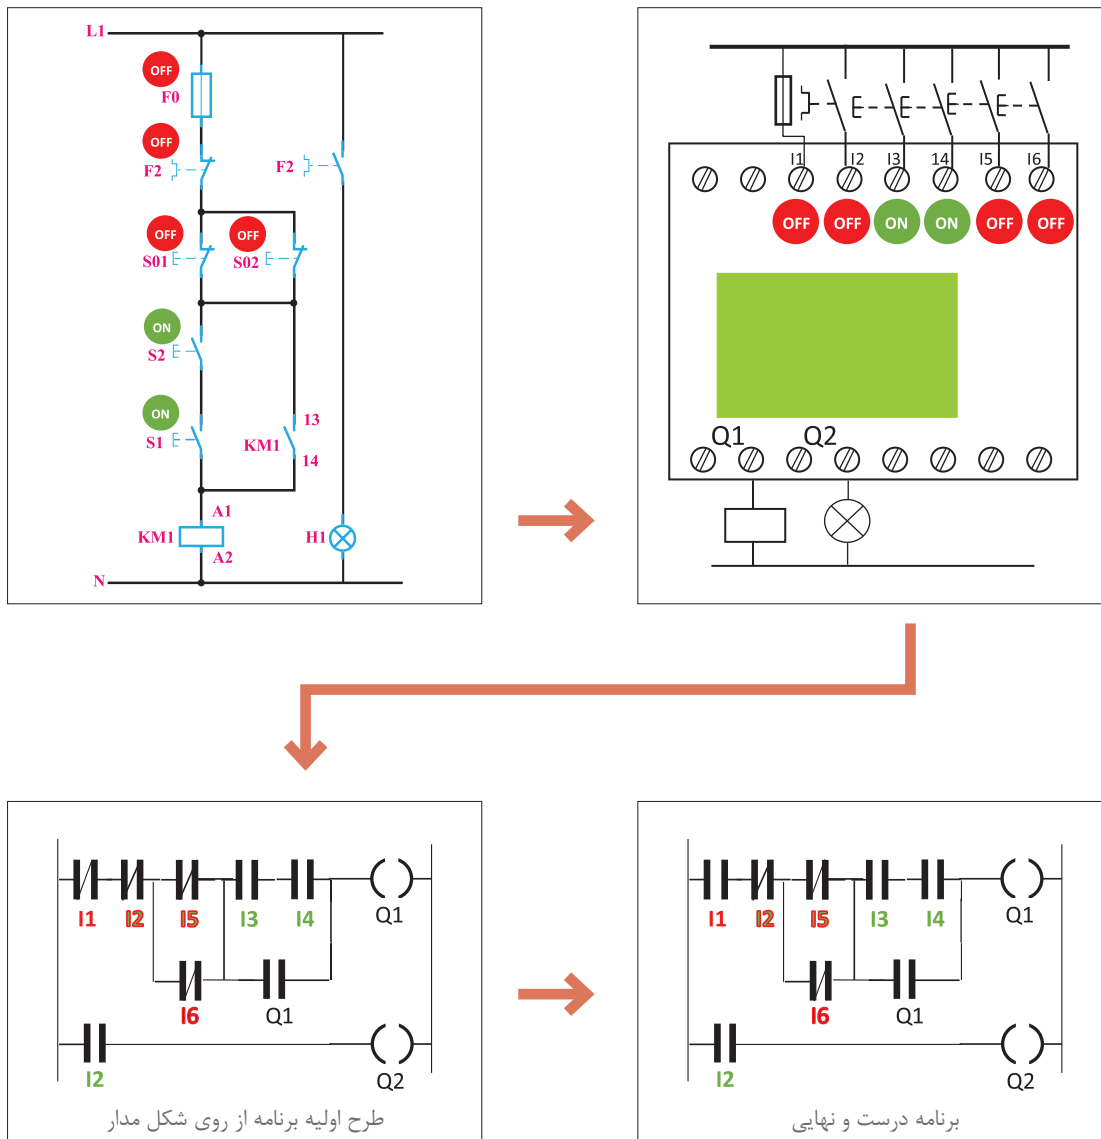 L1
OFF
F0
OFF
F2
F2
OFF
OFF
S01
S02
ON
S2
ON
13
S1
KM1
14
A1
KM1
H1
A2
N
I1 I2 I3 14 I5 I6
OFF OFF ON ON OFF OFF
Q1 Q2
I1 I2 I5 I3 I4 Q1
I6 Q1
I2 Q2
طرح اولیه برنامه از روی شکل مدار
I1 I2 I5 I3 I4 Q1
I6 Q1
I2 Q2
برنامه درست و نهایی